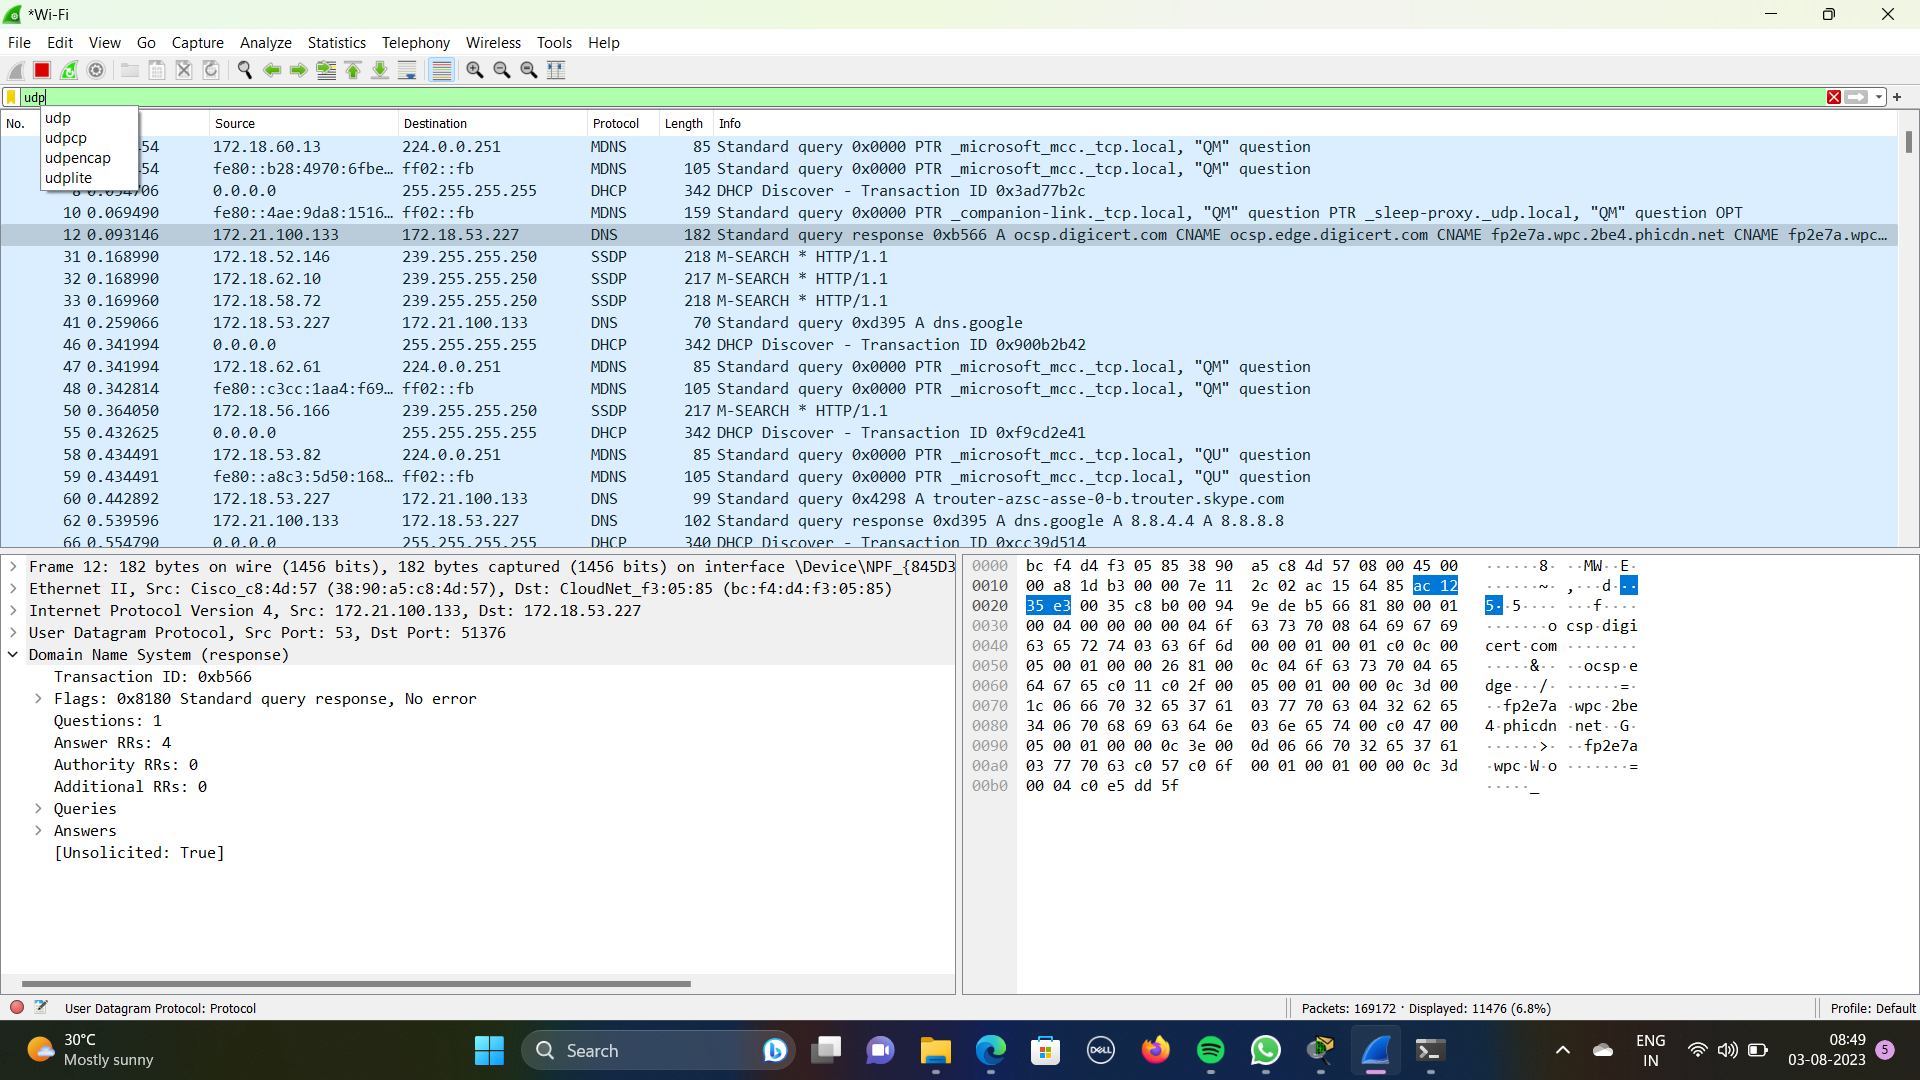 *Wi-Fi
File Edit View Go Capture Analyze Statistics Telephony Wireless Tools Help
udp
udp
udpcp
udpencap
udplite
No. Source Destination Protocol Length Info
54 172.18.60.13 224.0.0.251 MDNS 85 Standard query 0x0000 PTR _microsoft_mcc._tcp.local, "QM" question
54 fe80::b28:4970:6fbe… ff02::fb MDNS 105 Standard query 0x0000 PTR _microsoft_mcc._tcp.local, "QM" question
8 0.054706 0.0.0.0 255.255.255.255 DHCP 342 DHCP Discover - Transaction ID 0x3ad77b2c
10 0.069490 fe80::4ae:9da8:1516… ff02::fb MDNS 159 Standard query 0x0000 PTR _companion-link._tcp.local, "QM" question PTR _sleep-proxy._udp.local, "QM" question OPT
12 0.093146 172.21.100.133 172.18.53.227 DNS 182 Standard query response 0xb566 A ocsp.digicert.com CNAME ocsp.edge.digicert.com CNAME fp2e7a.wpc.2be4.phicdn.net CNAME fp2e7a.wpc…
31 0.168990 172.18.52.146 239.255.255.250 SSDP 218 M-SEARCH * HTTP/1.1
32 0.168990 172.18.62.10 239.255.255.250 SSDP 217 M-SEARCH * HTTP/1.1
33 0.169960 172.18.58.72 239.255.255.250 SSDP 218 M-SEARCH * HTTP/1.1
41 0.259066 172.18.53.227 172.21.100.133 DNS 70 Standard query 0xd395 A dns.google
46 0.341994 0.0.0.0 255.255.255.255 DHCP 342 DHCP Discover - Transaction ID 0x900b2b42
47 0.341994 172.18.62.61 224.0.0.251 MDNS 85 Standard query 0x0000 PTR _microsoft_mcc._tcp.local, "QM" question
48 0.342814 fe80::c3cc:1aa4:f69… ff02::fb MDNS 105 Standard query 0x0000 PTR _microsoft_mcc._tcp.local, "QM" question
50 0.364050 172.18.56.166 239.255.255.250 SSDP 217 M-SEARCH * HTTP/1.1
55 0.432625 0.0.0.0 255.255.255.255 DHCP 342 DHCP Discover - Transaction ID 0xf9cd2e41
58 0.434491 172.18.53.82 224.0.0.251 MDNS 85 Standard query 0x0000 PTR _microsoft_mcc._tcp.local, "QU" question
59 0.434491 fe80::a8c3:5d50:168… ff02::fb MDNS 105 Standard query 0x0000 PTR _microsoft_mcc._tcp.local, "QU" question
60 0.442892 172.18.53.227 172.21.100.133 DNS 99 Standard query 0x4298 A trouter-azsc-asse-0-b.trouter.skype.com
62 0.539596 172.21.100.133 172.18.53.227 DNS 102 Standard query response 0xd395 A dns.google A 8.8.4.4 A 8.8.8.8
66 0.554790 0.0.0.0 255.255.255.255 DHCP 340 DHCP Discover - Transaction ID 0xcc39d514
Frame 12: 182 bytes on wire (1456 bits), 182 bytes captured (1456 bits) on interface \Device\NPF_{845D3
Ethernet II, Src: Cisco_c8:4d:57 (38:90:a5:c8:4d:57), Dst: CloudNet_f3:05:85 (bc:f4:d4:f3:05:85)
Internet Protocol Version 4, Src: 172.21.100.133, Dst: 172.18.53.227
User Datagram Protocol, Src Port: 53, Dst Port: 51376
Domain Name System (response)
Transaction ID: 0xb566
Flags: 0x8180 Standard query response, No error
Questions: 1
Answer RRs: 4
Authority RRs: 0
Additional RRs: 0
Queries
Answers
[Unsolicited: True]
0000 bc f4 d4 f3 05 85 38 90 a5 c8 4d 57 08 00 45 00 ······8· ··MW··E·
0010 00 a8 1d b3 00 00 7e 11 2c 02 ac 15 64 85 ac 12 ······~· ,···d···
0020 35 e3 00 35 c8 b0 00 94 9e de b5 66 81 80 00 01 5··5···· ···f····
0030 00 04 00 00 00 00 04 6f 63 73 70 08 64 69 67 69 ·······o csp·digi
0040 63 65 72 74 03 63 6f 6d 00 00 01 00 01 c0 0c 00 cert·com ········
0050 05 00 01 00 00 26 81 00 0c 04 6f 63 73 70 04 65 ·····&·· ··ocsp·e
0060 64 67 65 c0 11 c0 2f 00 05 00 01 00 00 0c 3d 00 dge···/· ······=·
0070 1c 06 66 70 32 65 37 61 03 77 70 63 04 32 62 65 ··fp2e7a ·wpc·2be
0080 34 06 70 68 69 63 64 6e 03 6e 65 74 00 c0 47 00 4·phicdn ·net··G·
0090 05 00 01 00 00 0c 3e 00 0d 06 66 70 32 65 37 61 ······>· ··fp2e7a
00a0 03 77 70 63 c0 57 c0 6f 00 01 00 01 00 00 0c 3d ·wpc·W·o ·······=
00b0 00 04 c0 e5 dd 5f ·····_
User Datagram Protocol: Protocol Packets: 169172 · Displayed: 11476 (6.8%) Profile: Default
30°C
Mostly sunny
Search
DELL
ENG
IN
08:49
03-08-2023
5